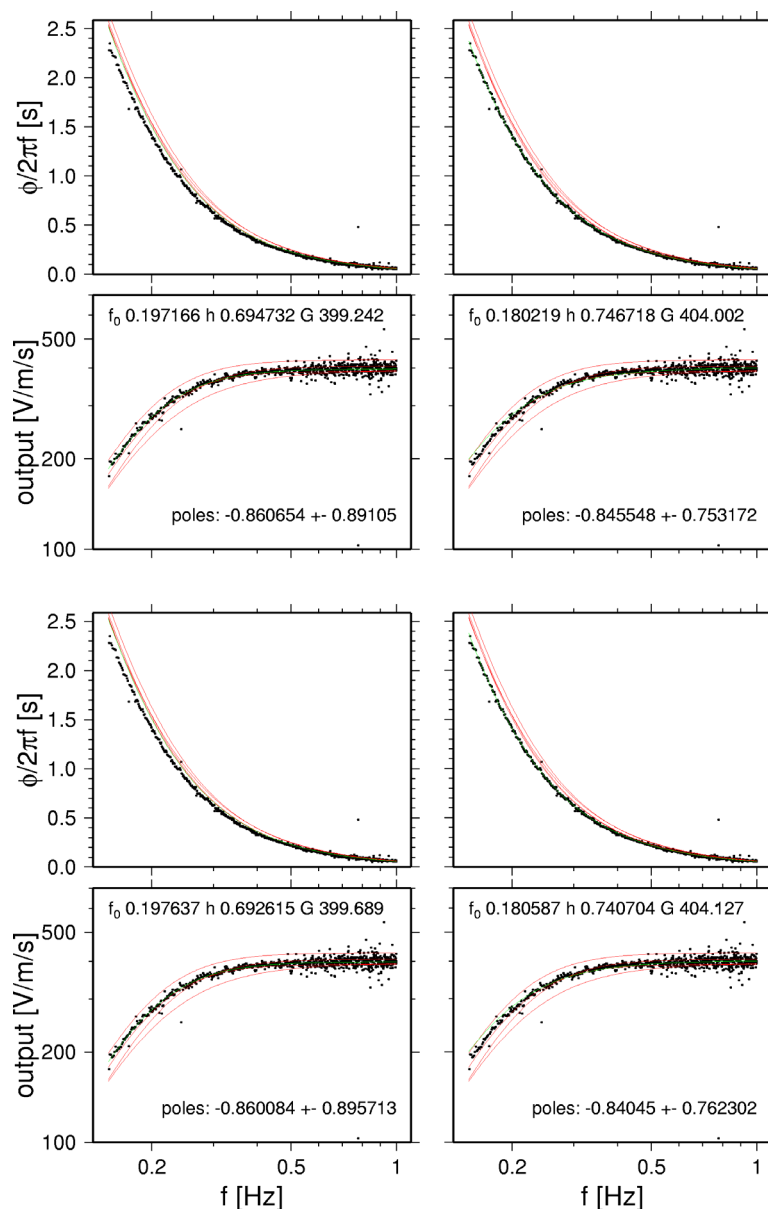 2.5
2.0
1.5
1.0
0.5
0.0
ϕ/2πf [s]
500
200
100
output [V/m/s]
f₀ 0.197166 h 0.694732 G 399.242
poles: -0.860654 +- 0.89105
f₀ 0.180219 h 0.746718 G 404.002
poles: -0.845548 +- 0.753172
2.5
2.0
1.5
1.0
0.5
0.0
ϕ/2πf [s]
500
200
100
output [V/m/s]
f₀ 0.197637 h 0.692615 G 399.689
poles: -0.860084 +- 0.895713
f₀ 0.180587 h 0.740704 G 404.127
poles: -0.84045 +- 0.762302
0.2 0.5 1
0.2 0.5 1
f [Hz]
f [Hz]